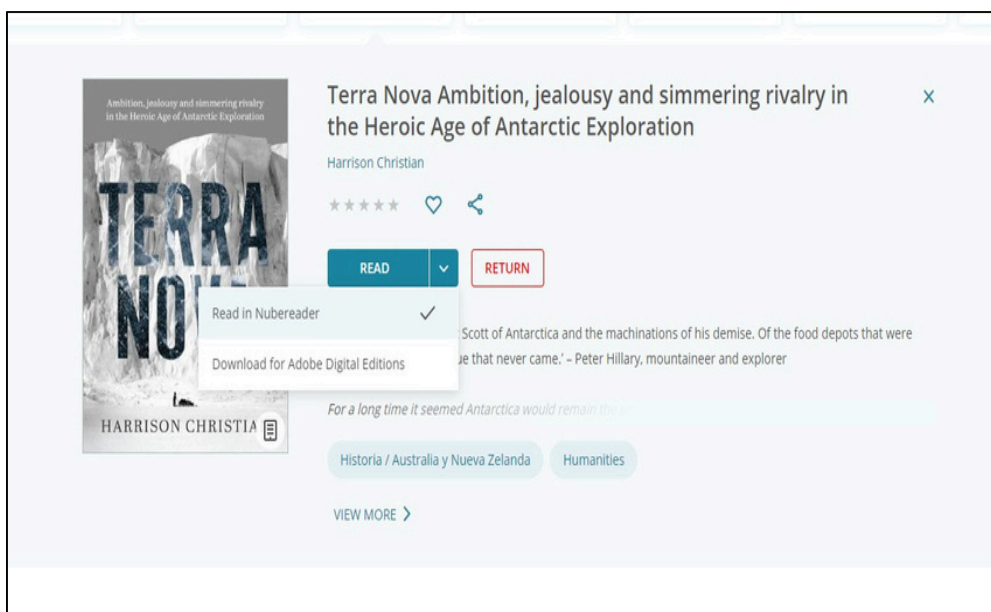 Ambition, jealousy and simmering rivalry
in the Heroic Age of Antarctic Exploration
TERRA
NOV
HARRISON CHRISTIA
Terra Nova Ambition, jealousy and simmering rivalry in
the Heroic Age of Antarctic Exploration
Harrison Christian
READ
RETURN
Read in Nubereader
Download for Adobe Digital Editions
Scott of Antarctica and the machinations of his demise. Of the food depots that were
that never came.' – Peter Hillary, mountaineer and explorer
For a long time it seemed Antarctica would remain the
Historia / Australia y Nueva Zelanda
Humanities
VIEW MORE